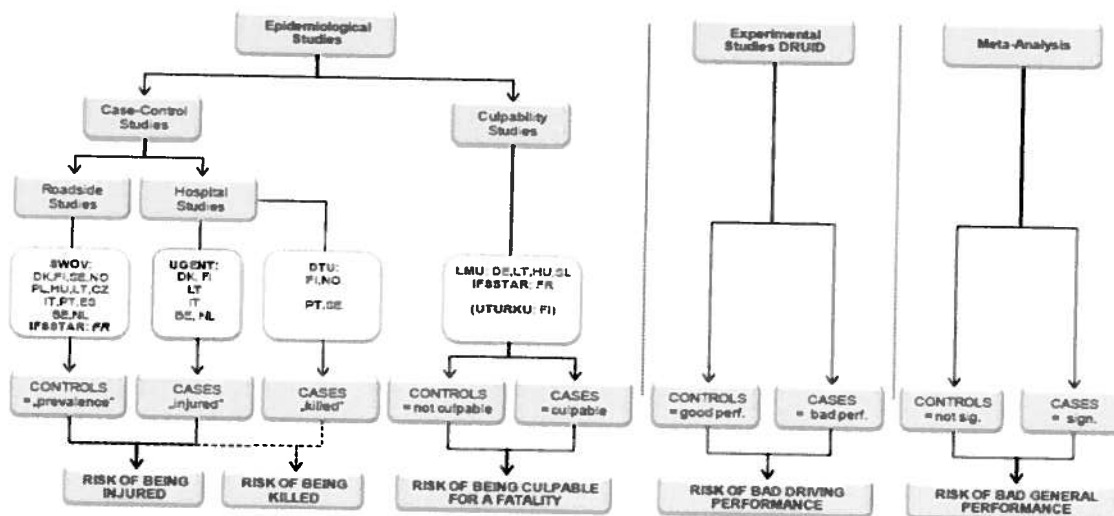 Epidemiological
Studies
Experimental
Studies DRUID
Meta-Analysis
Case-Control
Studies
Culpability
Studies
Roadside
Studies
Hospital
Studies
SWOV:
DK,FI,SE,NO
PL,HU,LT,CZ
IT,PT,ES
BE,NL
IFSSTAR: FR
UGENT:
DK, FI
LT
IT
BE, NL
DTU:
FI,NO
PT,SE
LMU: DE,LT,HU,SL
IFSSTAR: FR
(UTURKU: FI)
CONTROLS
= „prevalence"
CASES
„injured"
CASES
„killed"
CONTROLS
= not culpable
CASES
= culpable
CONTROLS
= good perf.
CASES
= bad perf.
CONTROLS
= not sig.
CASES
= sign.
RISK OF BEING
INJURED
RISK OF BEING
KILLED
RISK OF BEING CULPABLE
FOR A FATALITY
RISK OF BAD DRIVING
PERFORMANCE
RISK OF BAD GENERAL
PERFORMANCE